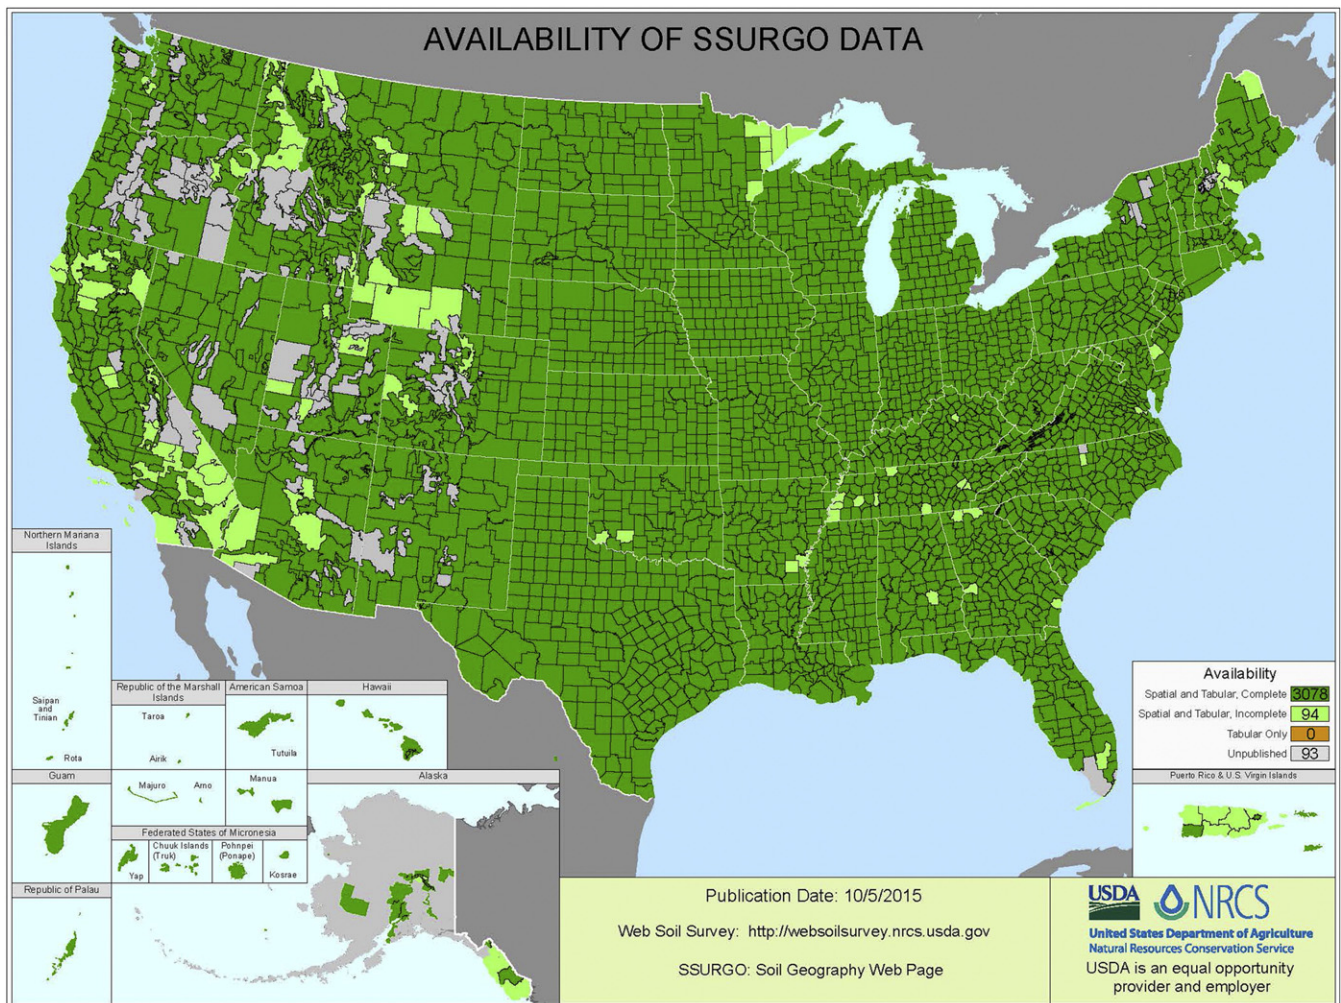 AVAILABILITY OF SSURGO DATA
Northern Mariana
Islands
Saipan
and
Tinian
Rota
Guam
Republic of Palau
Republic of the Marshall
Islands
Taroa
Airik
Majuro
Arno
American Samoa
Tutuila
Manua
Hawaii
Federated States of Micronesia
Yap
Chuuk Islands
(Truk)
Pohnpei
(Ponape)
Kosrae
Alaska
Availability
Spatial and Tabular, Complete 3078
Spatial and Tabular, Incomplete 94
Tabular Only 0
Unpublished 93
Puerto Rico & U.S. Virgin Islands
Publication Date: 10/5/2015
Web Soil Survey: http://websoilsurvey.nrcs.usda.gov
SSURGO: Soil Geography Web Page
USDA NRCS
United States Department of Agriculture
Natural Resources Conservation Service
USDA is an equal opportunity
provider and employer